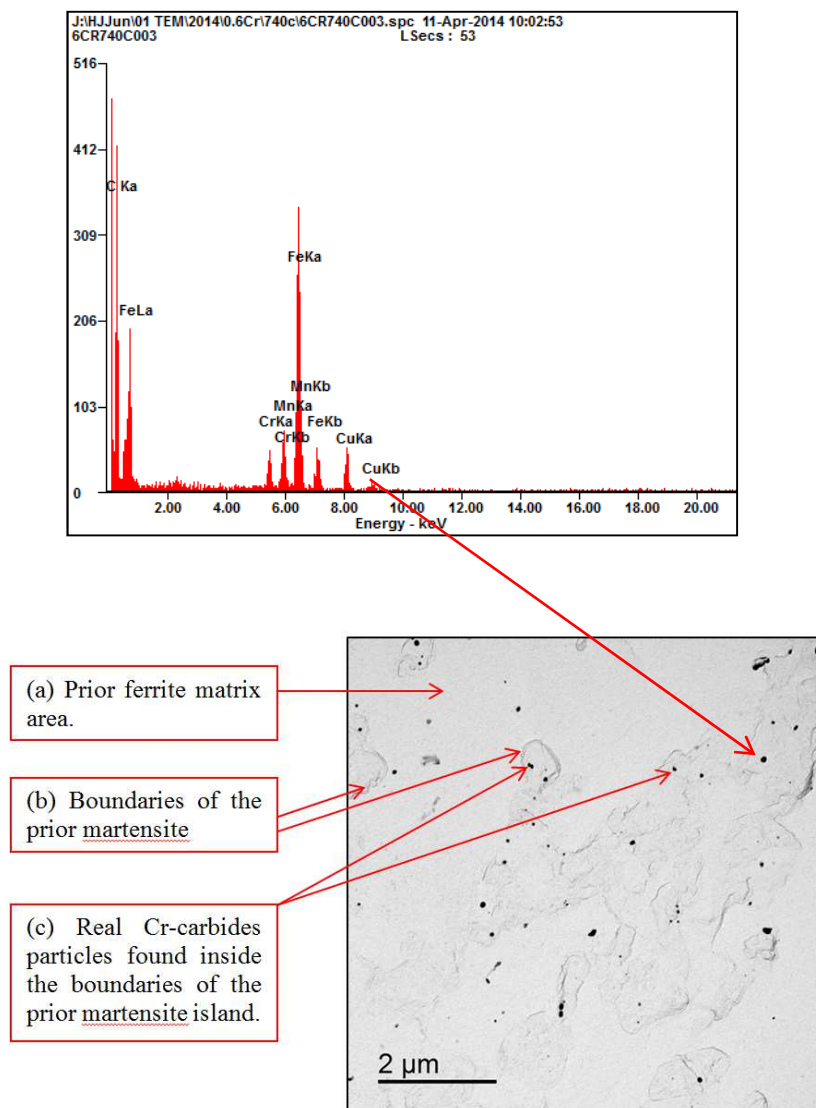 J:\HJJun\01 TEM\2014\0.6Cr\740c\6CR740C003.spc 11-Apr-2014 10:02:53
6CR740C003 LSecs : 53
516
412
309
206
103
0
C Ka
FeLa
FeKa
MnKb
MnKa
CrKa
FeKb
CrKb
CuKa
CuKb
2.00 4.00 6.00 8.00 10.00 12.00 14.00 16.00 18.00 20.00
Energy - keV
(a) Prior ferrite matrix
area.
(b) Boundaries of the
prior martensite
(c) Real Cr-carbides
particles found inside
the boundaries of the
prior martensite island.
2 μm